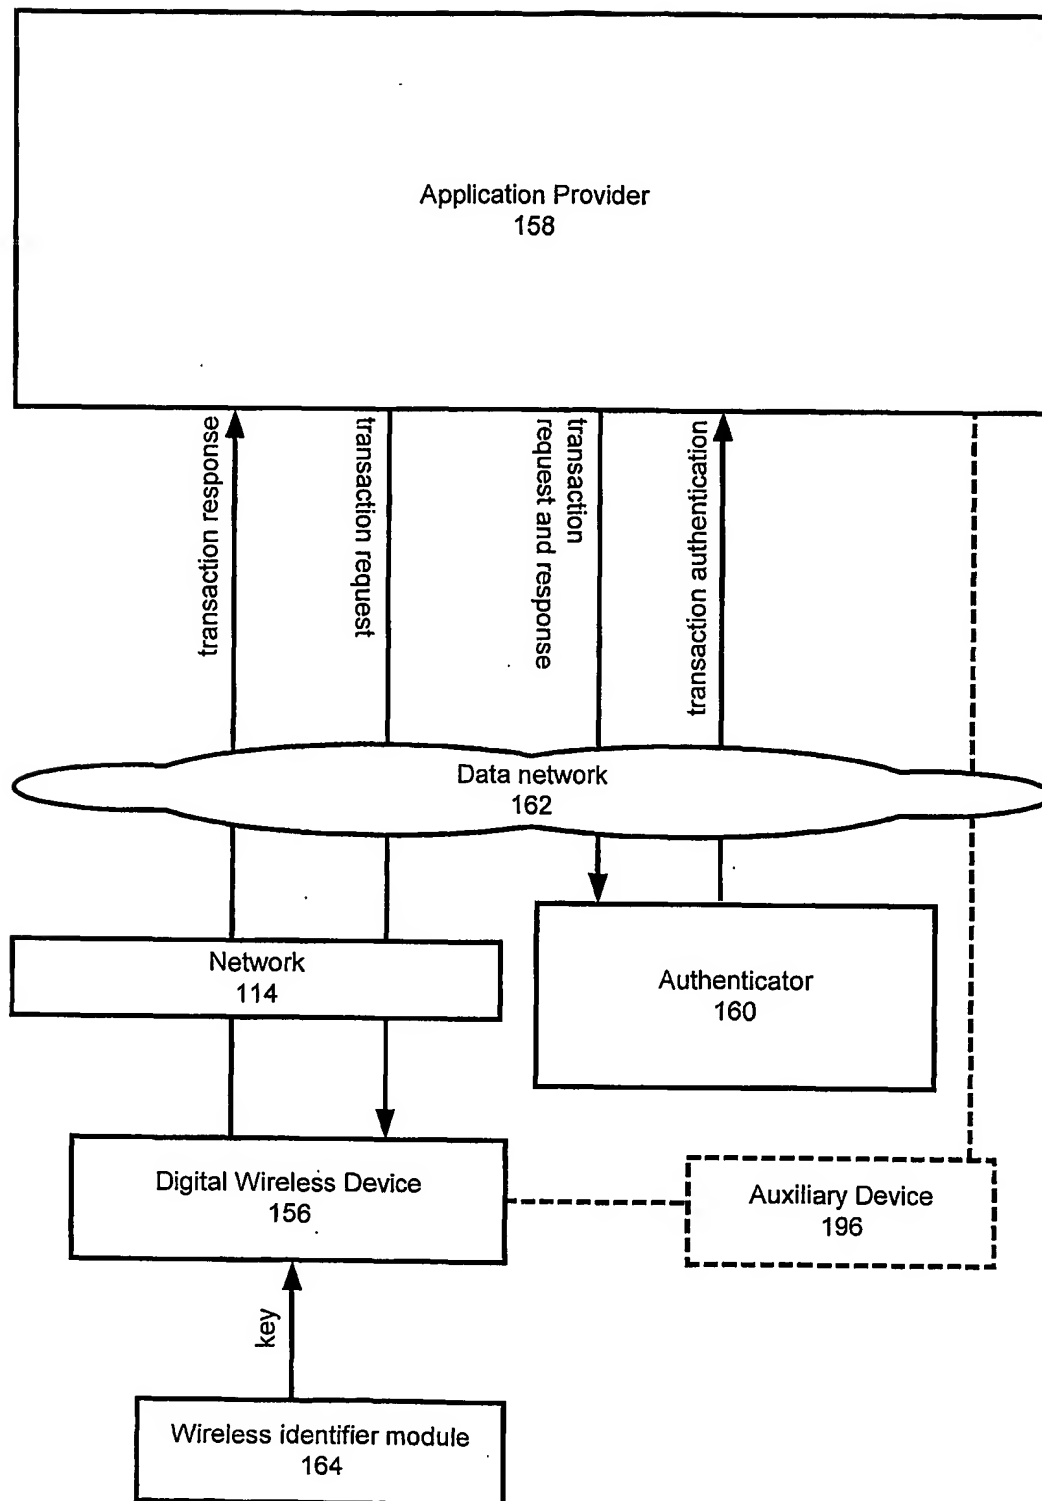 Application Provider
158
transaction response
transaction request
transaction
request and response
transaction authentication
Data network
162
Network
114
Authenticator
160
Digital Wireless Device
156
Auxiliary Device
196
key
Wireless identifier module
164